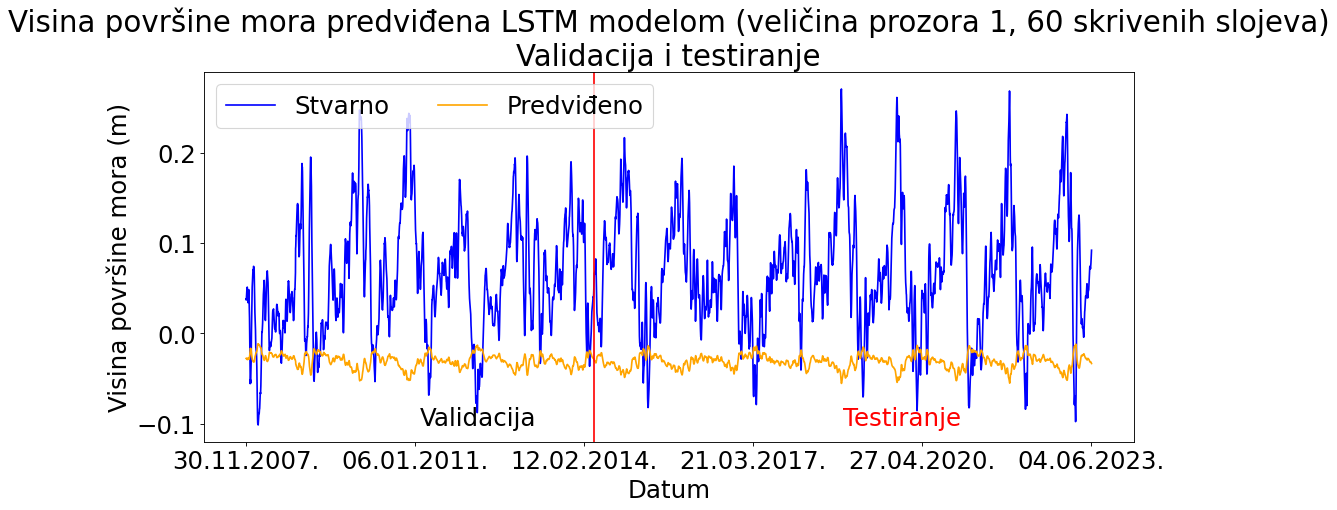 Visina površine mora predviđena LSTM modelom (veličina prozora 1, 60 skrivenih slojeva)
Validacija i testiranje
Stvarno
Predviđeno
Visina površine mora (m)
0.2
0.1
0.0
−0.1
Validacija
Testiranje
30.11.2007.
06.01.2011.
12.02.2014.
21.03.2017.
27.04.2020.
04.06.2023.
Datum